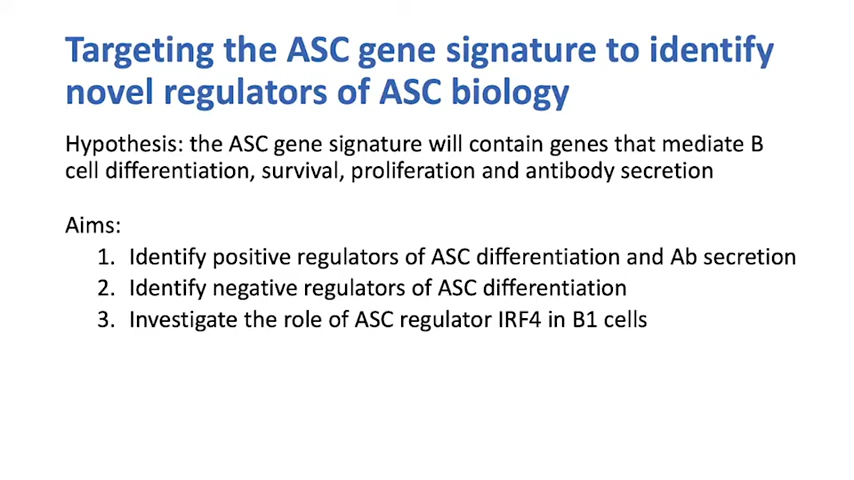 Targeting the ASC gene signature to identify
novel regulators of ASC biology
Hypothesis: the ASC gene signature will contain genes that mediate B
cell differentiation, survival, proliferation and antibody secretion
Aims:
1. Identify positive regulators of ASC differentiation and Ab secretion
2. Identify negative regulators of ASC differentiation
3. Investigate the role of ASC regulator IRF4 in B1 cells